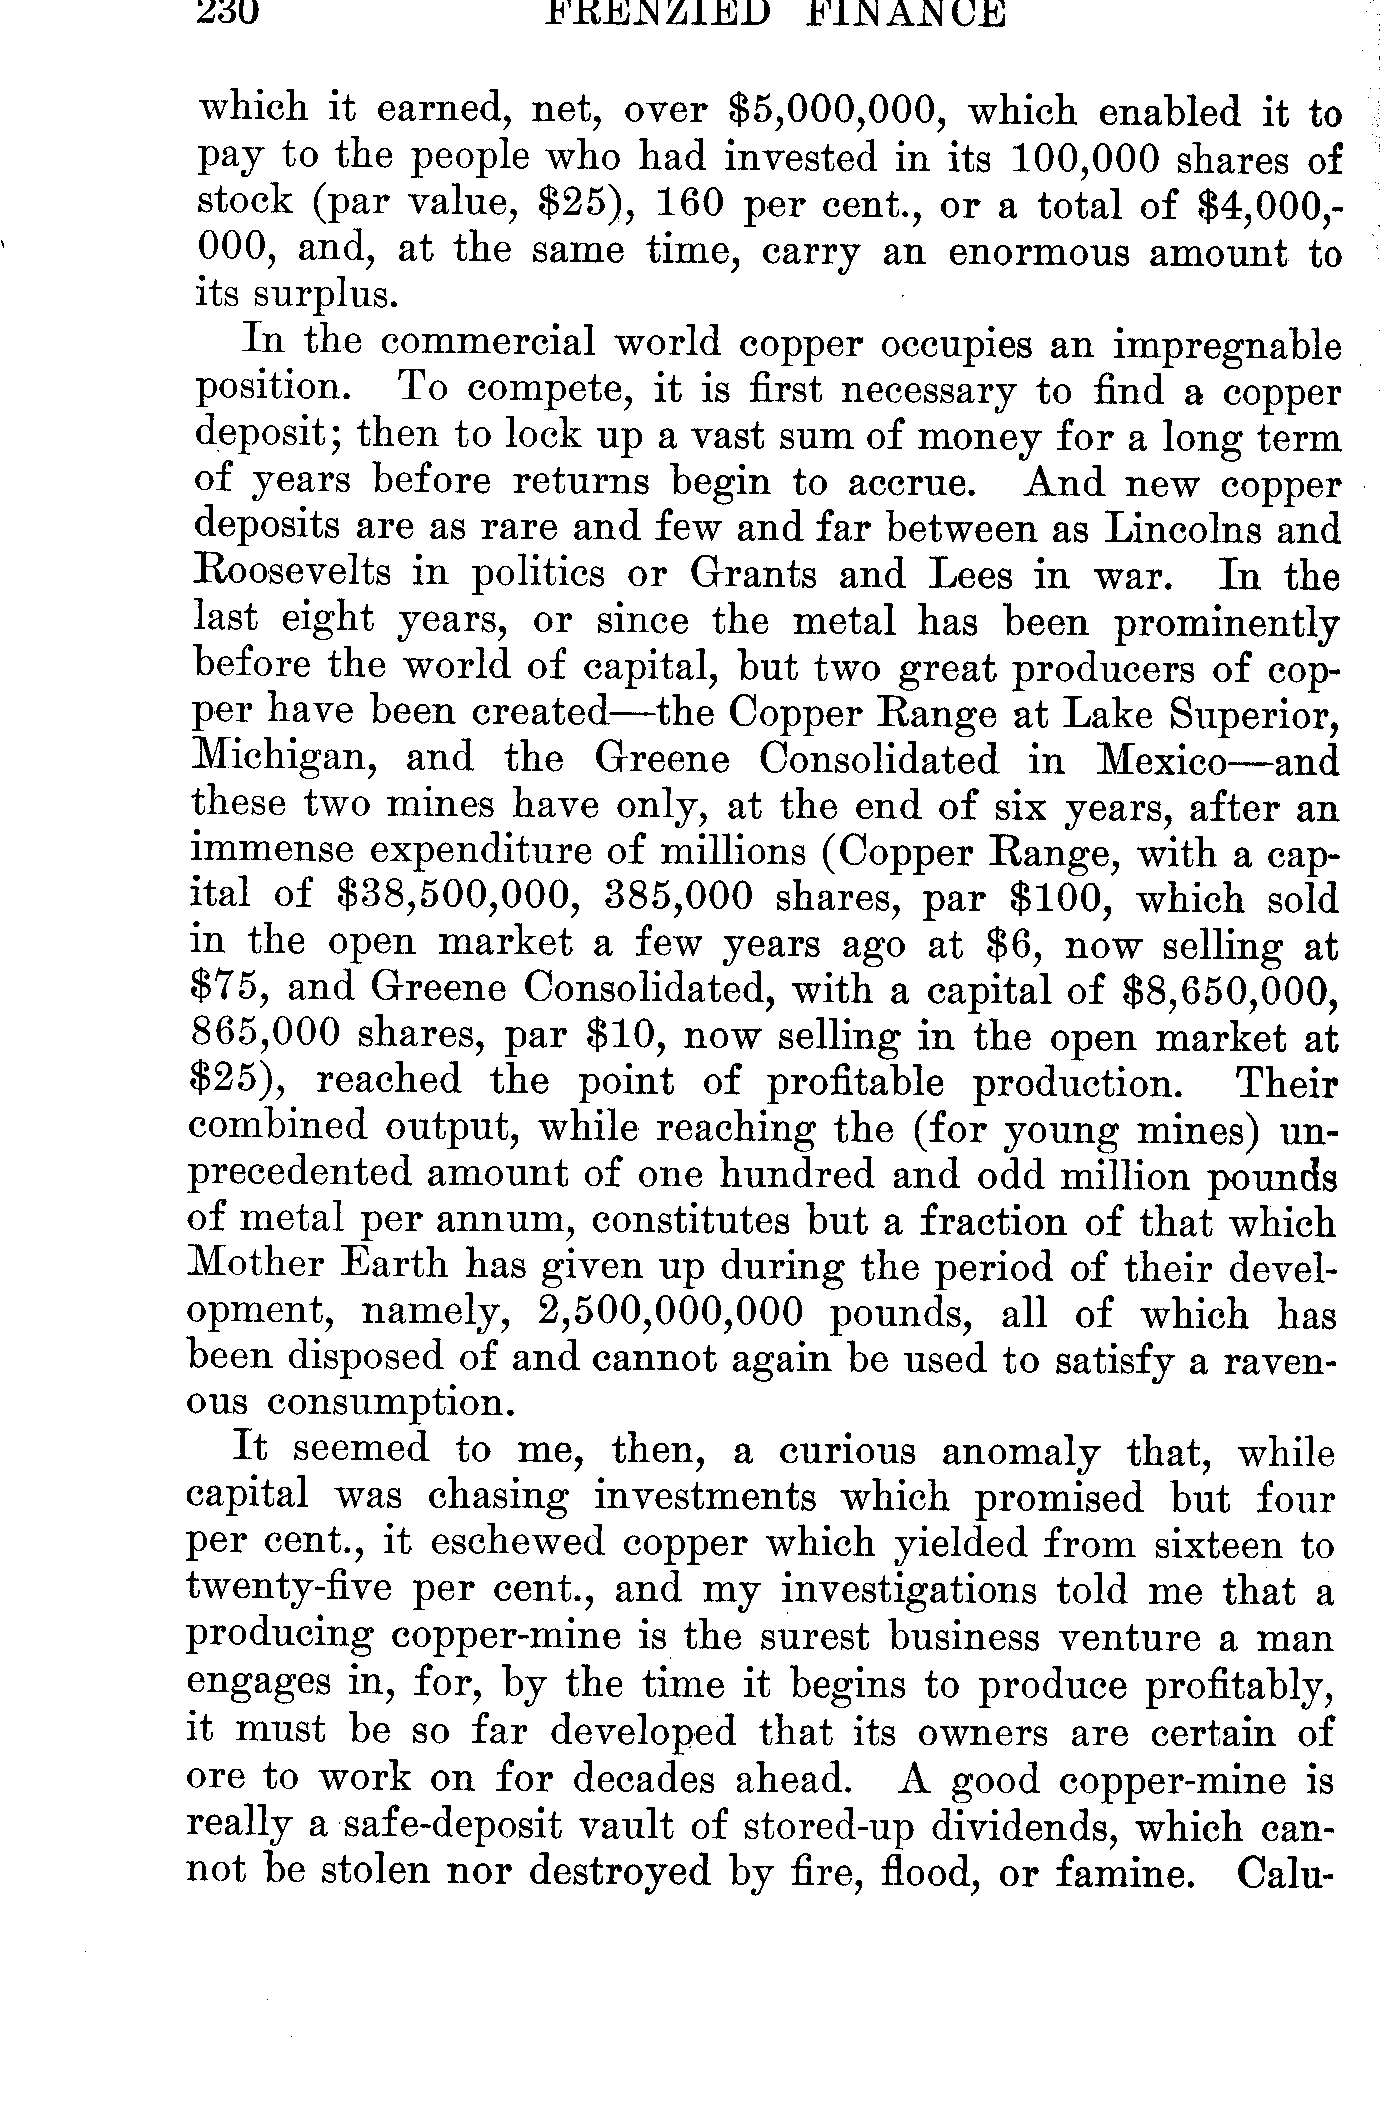 230 FRENZIED FINANCE
which it earned, net, over $5,000,000, which enabled it to
pay to the people who had invested in its 100,000 shares of
stock (par value, $25), 160 per cent., or a total of $4,000,-
000, and, at the same time, carry an enormous amount to
its surplus.
In the commercial world copper occupies an impregnable
position. To compete, it is first necessary to find a copper
deposit; then to lock up a vast sum of money for a long term
of years before returns begin to accrue. And new copper
deposits are as rare and few and far between as Lincolns and
Roosevelts in politics or Grants and Lees in war. In the
last eight years, or since the metal has been prominently
before the world of capital, but two great producers of cop-
per have been created—the Copper Range at Lake Superior,
Michigan, and the Greene Consolidated in Mexico—and
these two mines have only, at the end of six years, after an
immense expenditure of millions (Copper Range, with a cap-
ital of $38,500,000, 385,000 shares, par $100, which sold
in the open market a few years ago at $6, now selling at
$75, and Greene Consolidated, with a capital of $8,650,000,
865,000 shares, par $10, now selling in the open market at
$25), reached the point of profitable production. Their
combined output, while reaching the (for young mines) un-
precedented amount of one hundred and odd million pounds
of metal per annum, constitutes but a fraction of that which
Mother Earth has given up during the period of their devel-
opment, namely, 2,500,000,000 pounds, all of which has
been disposed of and cannot again be used to satisfy a raven-
ous consumption.
It seemed to me, then, a curious anomaly that, while
capital was chasing investments which promised but four
per cent., it eschewed copper which yielded from sixteen to
twenty-five per cent., and my investigations told me that a
producing copper-mine is the surest business venture a man
engages in, for, by the time it begins to produce profitably,
it must be so far developed that its owners are certain of
ore to work on for decades ahead. A good copper-mine is
really a safe-deposit vault of stored-up dividends, which can-
not be stolen nor destroyed by fire, flood, or famine. Calu-